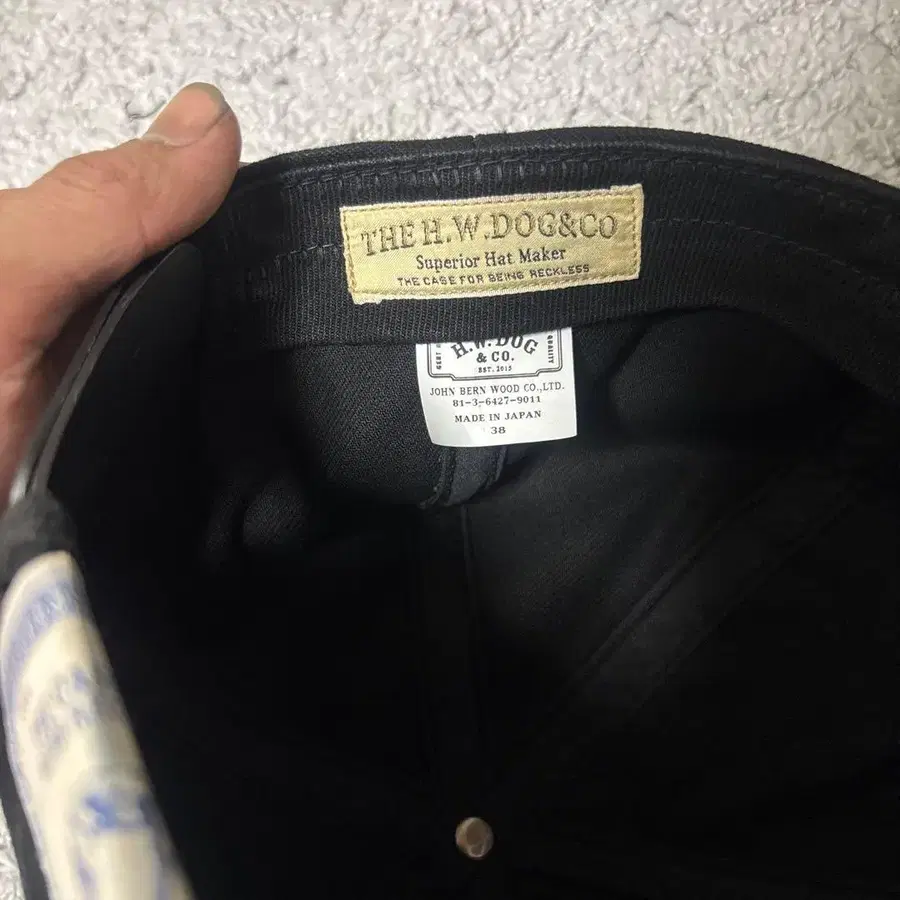 THE H.W.DOG&CO
Superior Hat Maker
THE CASE FOR BEING RECKLESS
H.W.DOG
& CO.
EST. 2015
QUALITY
JOHN BERN WOOD CO.,LTD.
81-3-6427-9011
MADE IN JAPAN
38